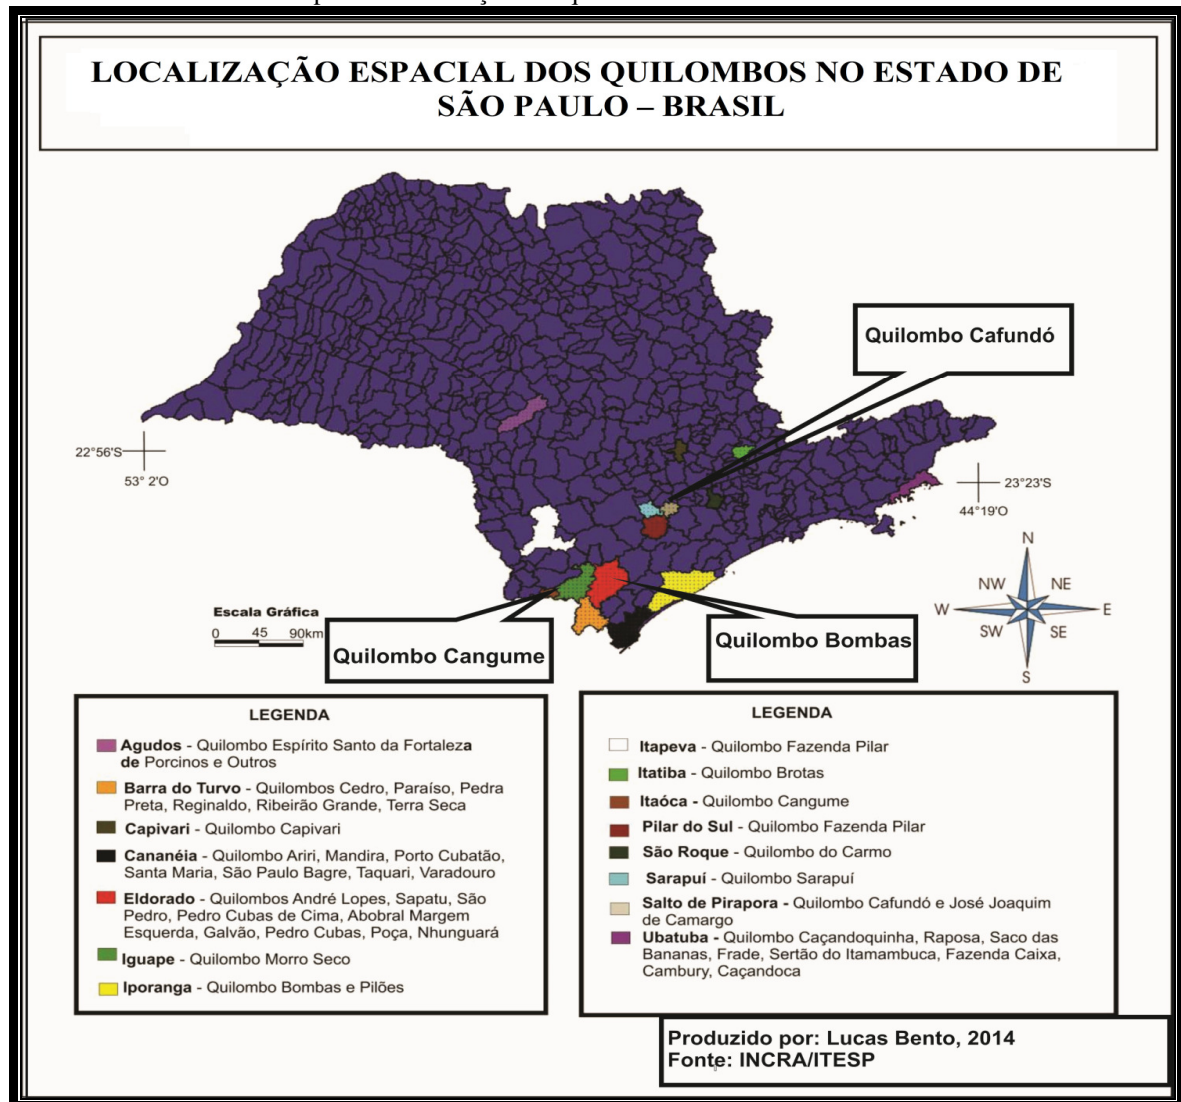 LOCALIZAÇÃO ESPACIAL DOS QUILOMBOS NO ESTADO DE
SÃO PAULO – BRASIL
Quilombo Cafundó
22°56'S
53° 2'O
23°23'S
44°19'O
N
NW
NE
W
E
SW
SE
S
Escala Gráfica
0 45 90km
Quilombo Cangume
Quilombo Bombas
LEGENDA
Agudos - Quilombo Espírito Santo da Fortaleza
de Porcinos e Outros
Barra do Turvo - Quilombos Cedro, Paraíso, Pedra
Preta, Reginaldo, Ribeirão Grande, Terra Seca
Capivari - Quilombo Capivari
Cananéia - Quilombo Ariri, Mandira, Porto Cubatão,
Santa Maria, São Paulo Bagre, Taquari, Varadouro
Eldorado - Quilombos André Lopes, Sapatu, São
Pedro, Pedro Cubas de Cima, Abobral Margem
Esquerda, Galvão, Pedro Cubas, Poça, Nhunguará
Iguape - Quilombo Morro Seco
Iporanga - Quilombo Bombas e Pilões
LEGENDA
Itapeva - Quilombo Fazenda Pilar
Itatiba - Quilombo Brotas
Itaóca - Quilombo Cangume
Pilar do Sul - Quilombo Fazenda Pilar
São Roque - Quilombo do Carmo
Sarapuí - Quilombo Sarapuí
Salto de Pirapora - Quilombo Cafundó e José Joaquim
de Camargo
Ubatuba - Quilombo Caçandoquinha, Raposa, Saco das
Bananas, Frade, Sertão do Itamambuca, Fazenda Caixa,
Cambury, Caçandoca
Produzido por: Lucas Bento, 2014
Fonte: INCRA/ITESP